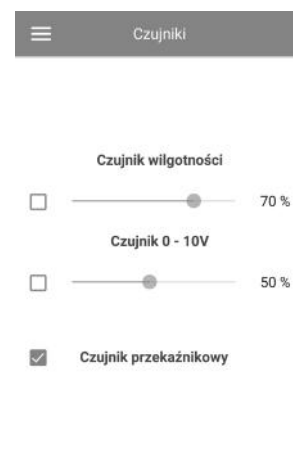 Czujniki
Czujnik wilgotności
70 %
Czujnik 0 - 10V
50 %
Czujnik przekaźnikowy